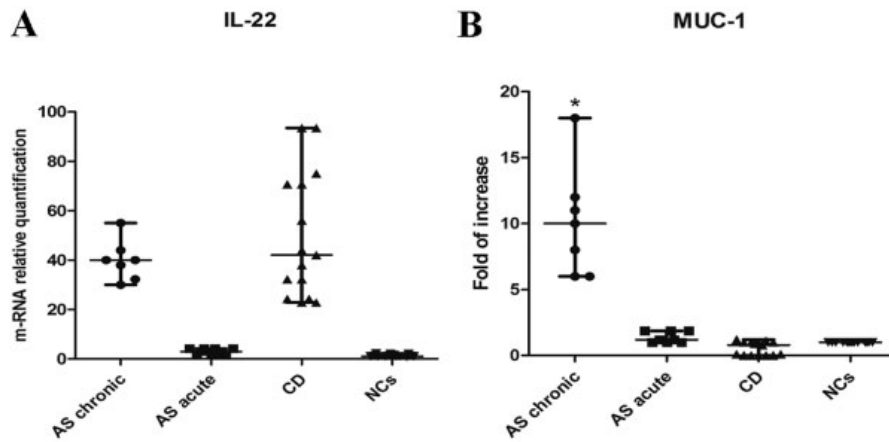 A
IL-22
m-RNA relative quantification
100
80
60
40
20
0
AS chronic
AS acute
CD
NCs
B
MUC-1
Fold of increase
20
15
10
5
0
*
AS chronic
AS acute
CD
NCs